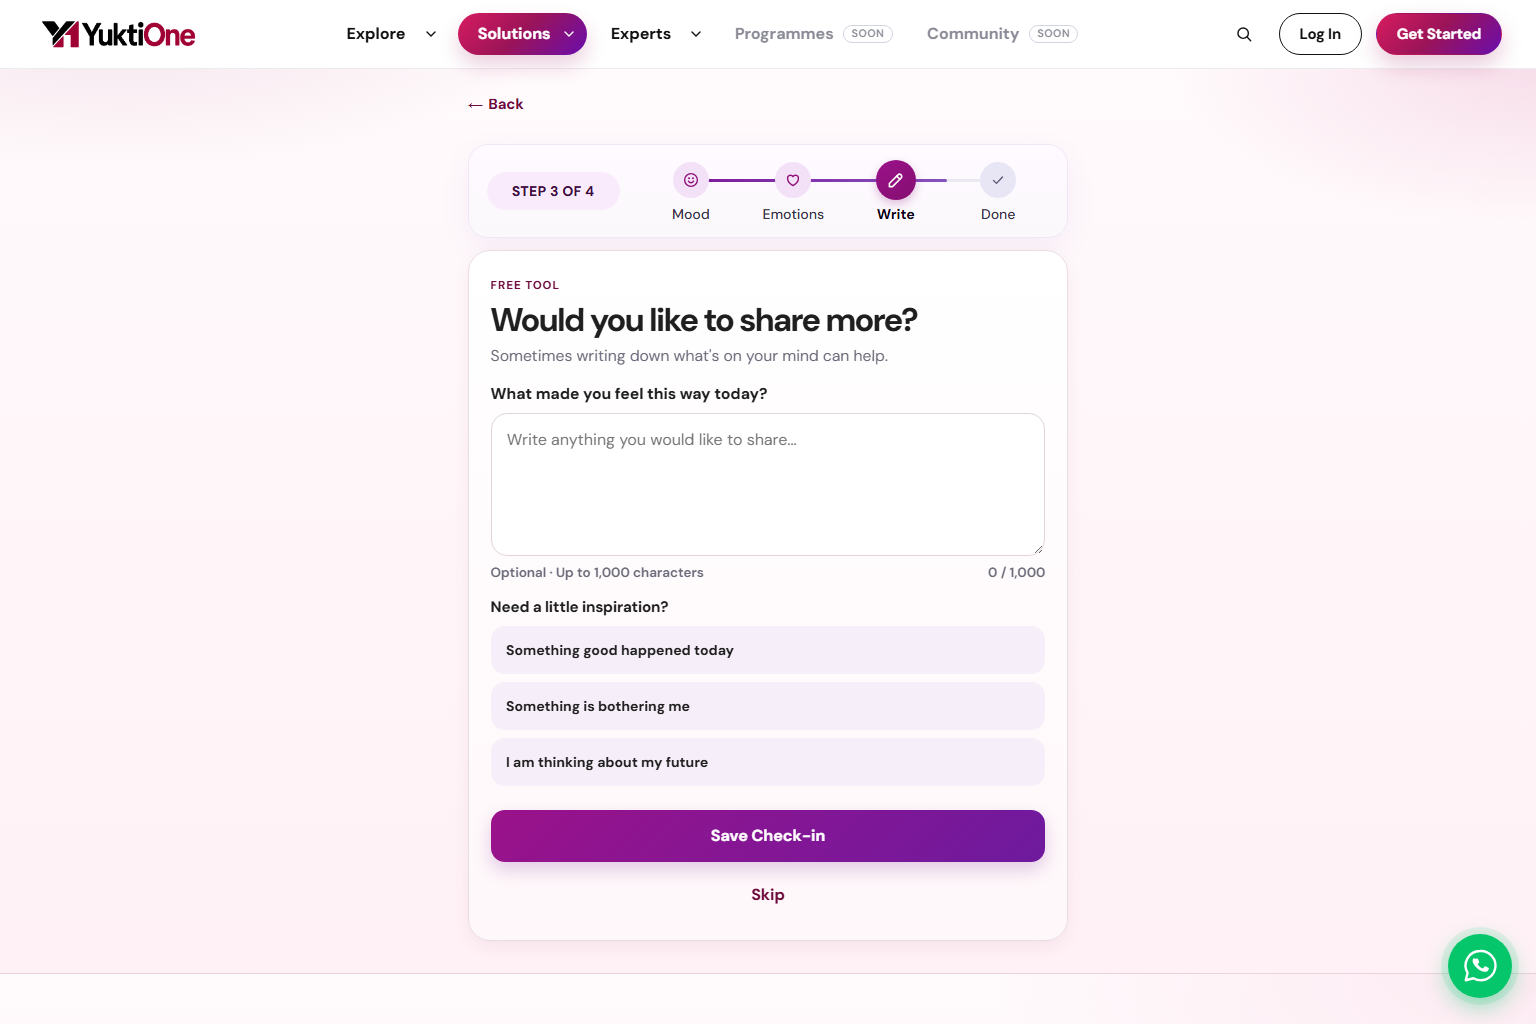 YuktiOne
Explore
Solutions
Experts
Programmes SOON
Community SOON
Log In
Get Started
← Back
STEP 3 OF 4
Mood
Emotions
Write
Done
FREE TOOL
Would you like to share more?
Sometimes writing down what's on your mind can help.
What made you feel this way today?
Write anything you would like to share...
Optional · Up to 1,000 characters
0 / 1,000
Need a little inspiration?
Something good happened today
Something is bothering me
I am thinking about my future
Save Check-in
Skip